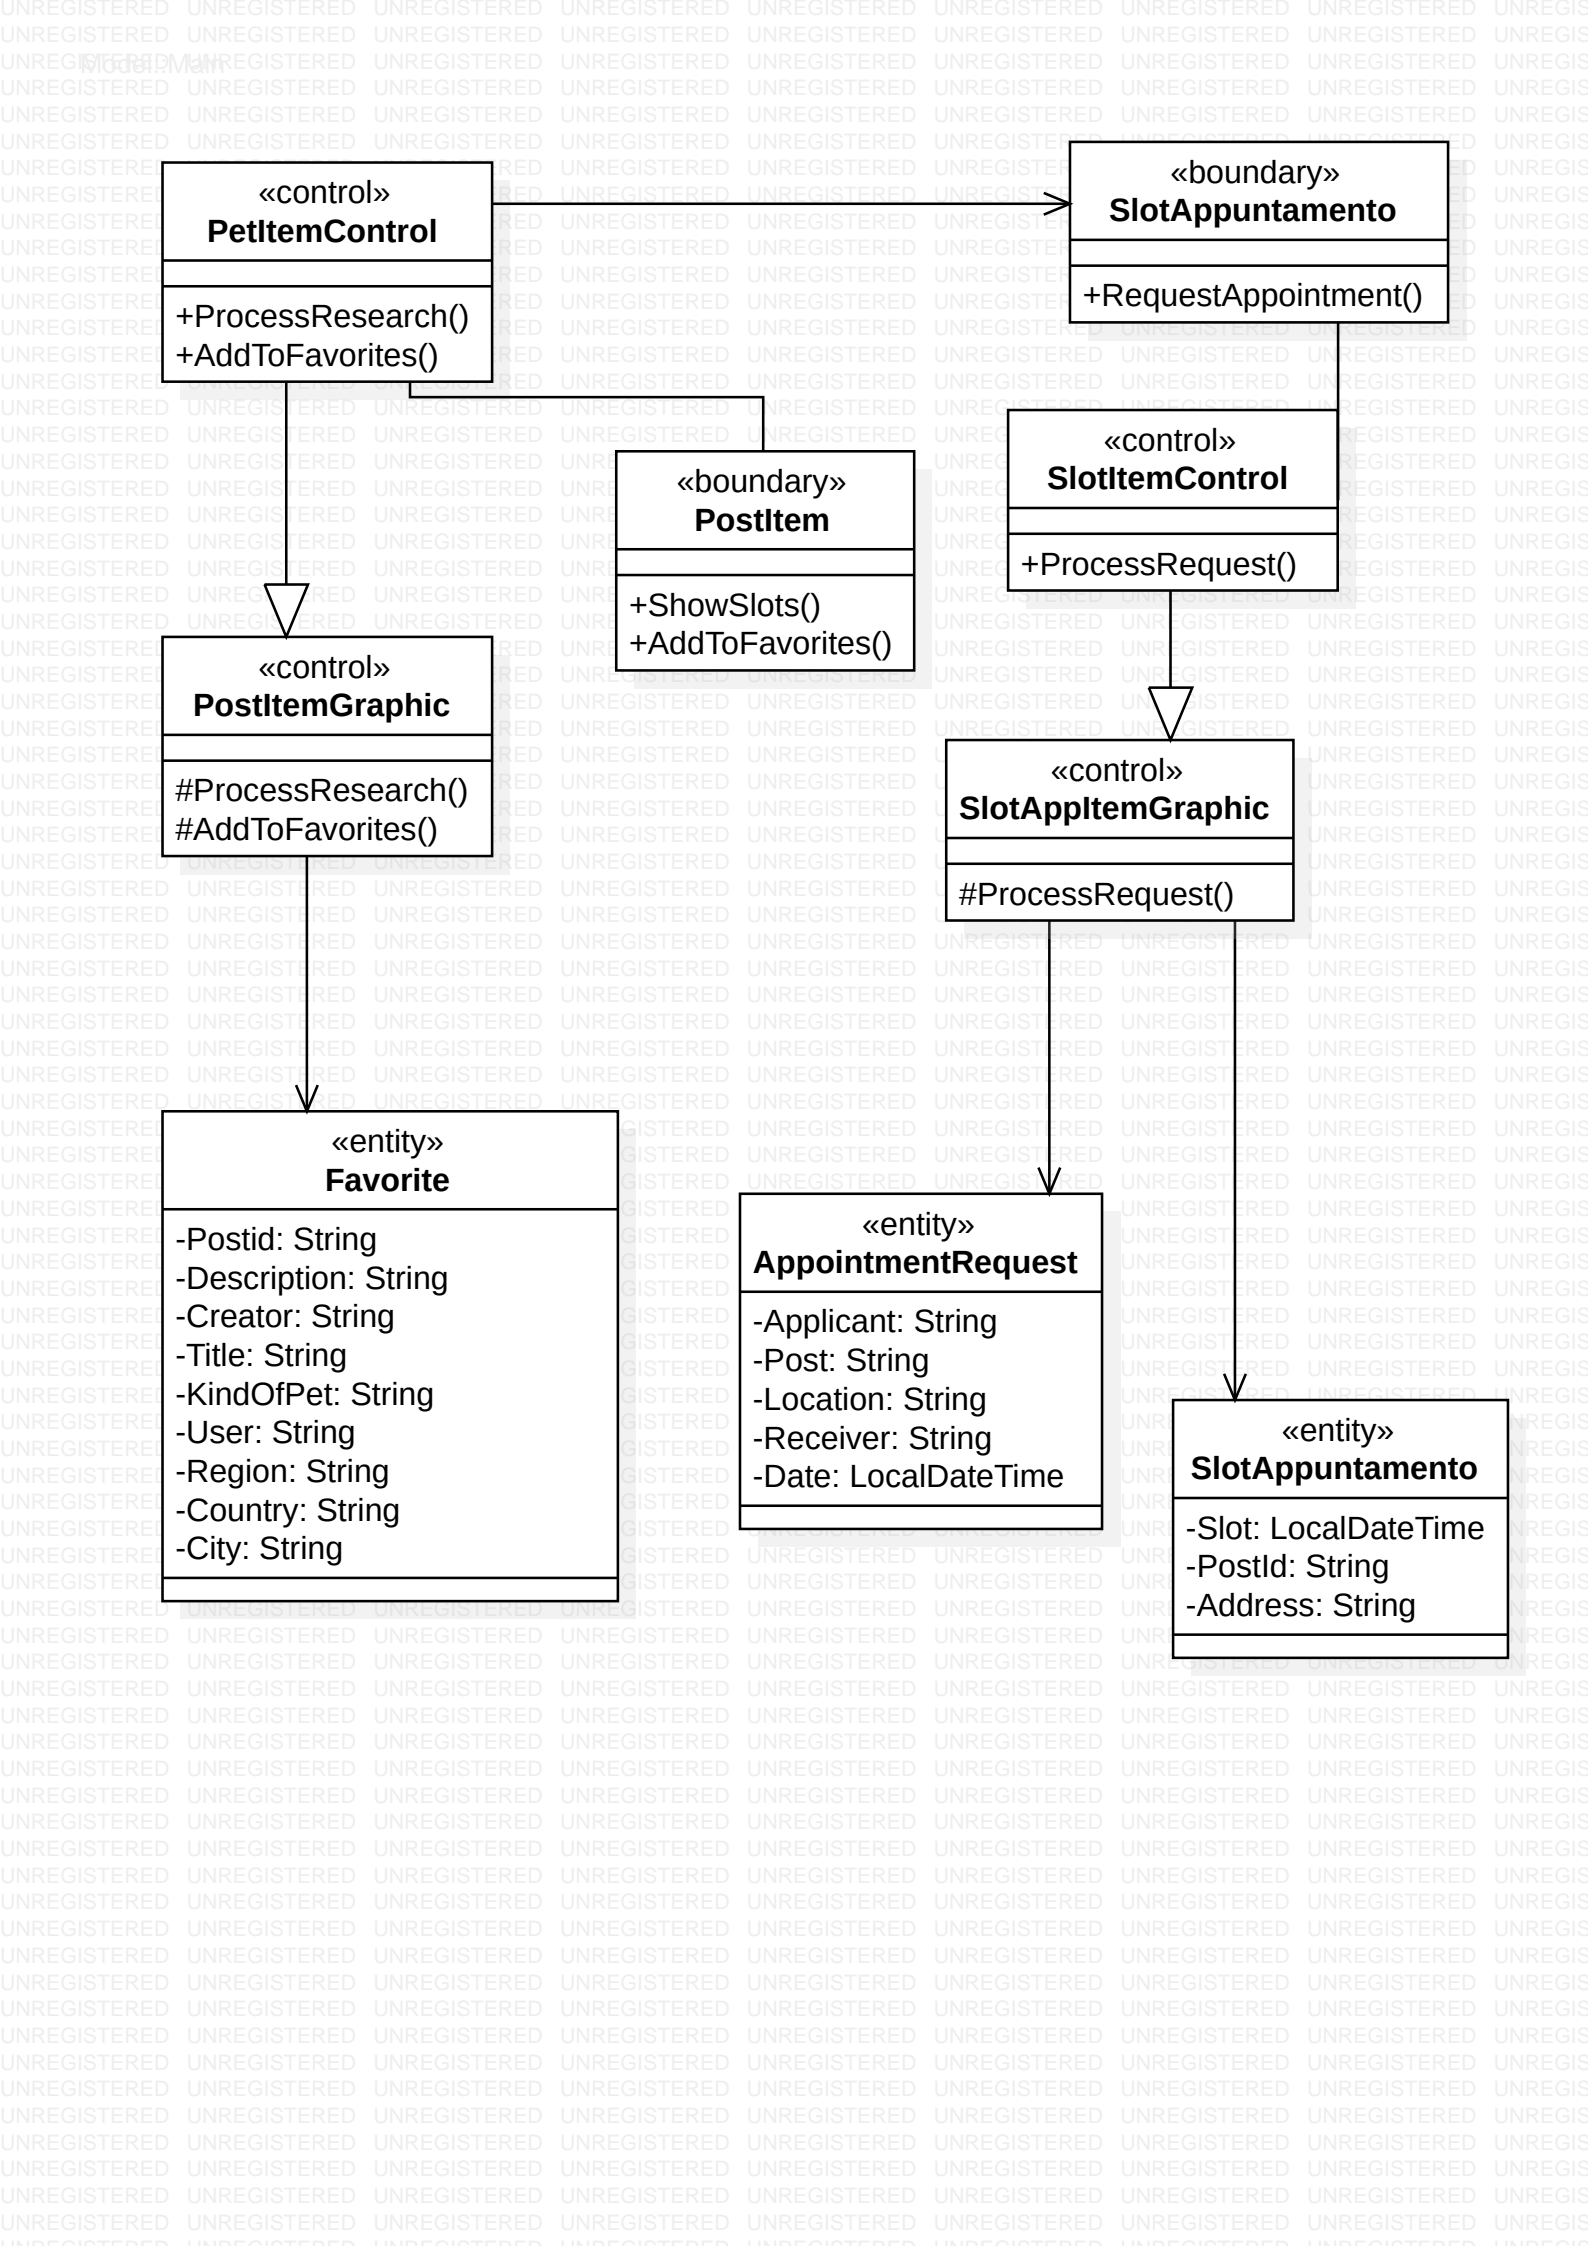 Model::Main
«control»
PetItemControl
+ProcessResearch()
+AddToFavorites()
«boundary»
SlotAppuntamento
+RequestAppointment()
«boundary»
PostItem
+ShowSlots()
+AddToFavorites()
«control»
SlotItemControl
+ProcessRequest()
«control»
PostItemGraphic
#ProcessResearch()
#AddToFavorites()
«control»
SlotAppItemGraphic
#ProcessRequest()
«entity»
Favorite
-Postid: String
-Description: String
-Creator: String
-Title: String
-KindOfPet: String
-User: String
-Region: String
-Country: String
-City: String
«entity»
AppointmentRequest
-Applicant: String
-Post: String
-Location: String
-Receiver: String
-Date: LocalDateTime
«entity»
SlotAppuntamento
-Slot: LocalDateTime
-PostId: String
-Address: String
UNREGISTERED